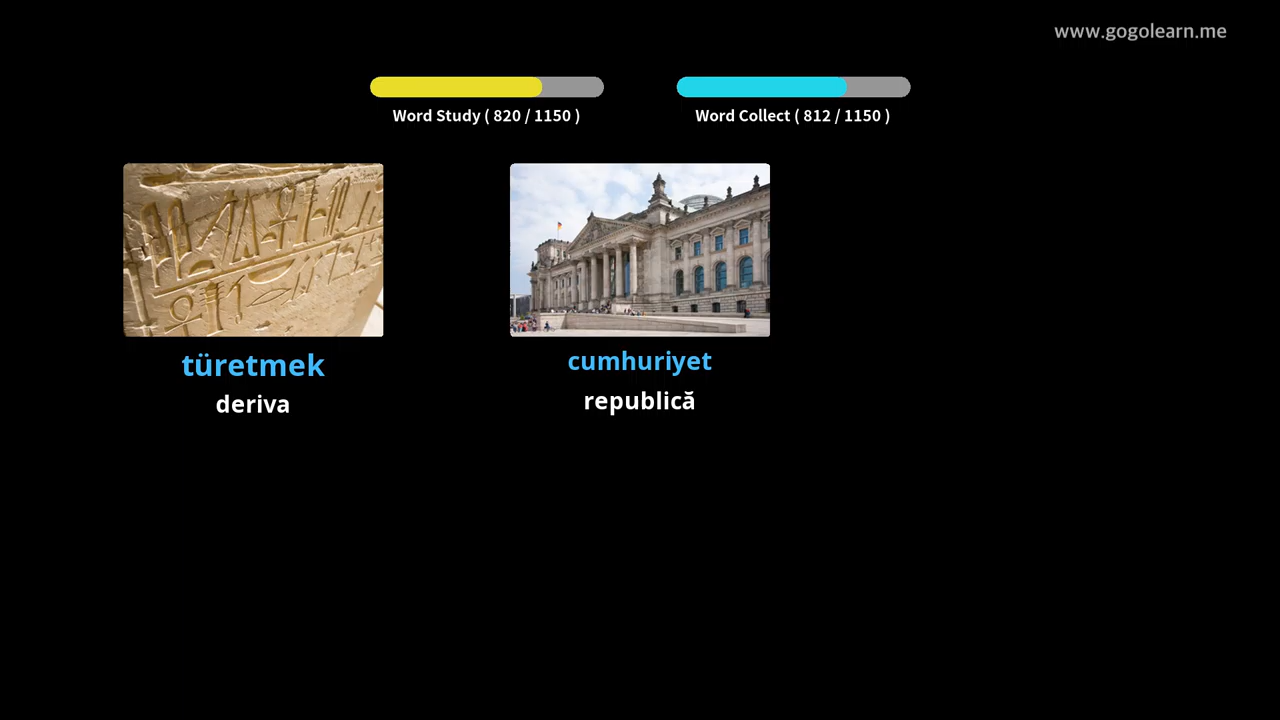 www.gogolearn.me
Word Study ( 820 / 1150 )
Word Collect ( 812 / 1150 )
türetmek
deriva
cumhuriyet
republică